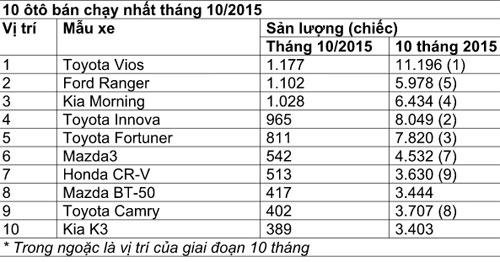 10 ôtô bán chạy nhất tháng 10/2015
Vị trí Mẫu xe Sản lượng (chiếc)
Tháng 10/2015 10 tháng 2015
1 Toyota Vios 1.177 11.196 (1)
2 Ford Ranger 1.102 5.978 (5)
3 Kia Morning 1.028 6.434 (4)
4 Toyota Innova 965 8.049 (2)
5 Toyota Fortuner 811 7.820 (3)
6 Mazda3 542 4.532 (7)
7 Honda CR-V 513 3.630 (9)
8 Mazda BT-50 417 3.444
9 Toyota Camry 402 3.707 (8)
10 Kia K3 389 3.403
* Trong ngoặc là vị trí của giai đoạn 10 tháng